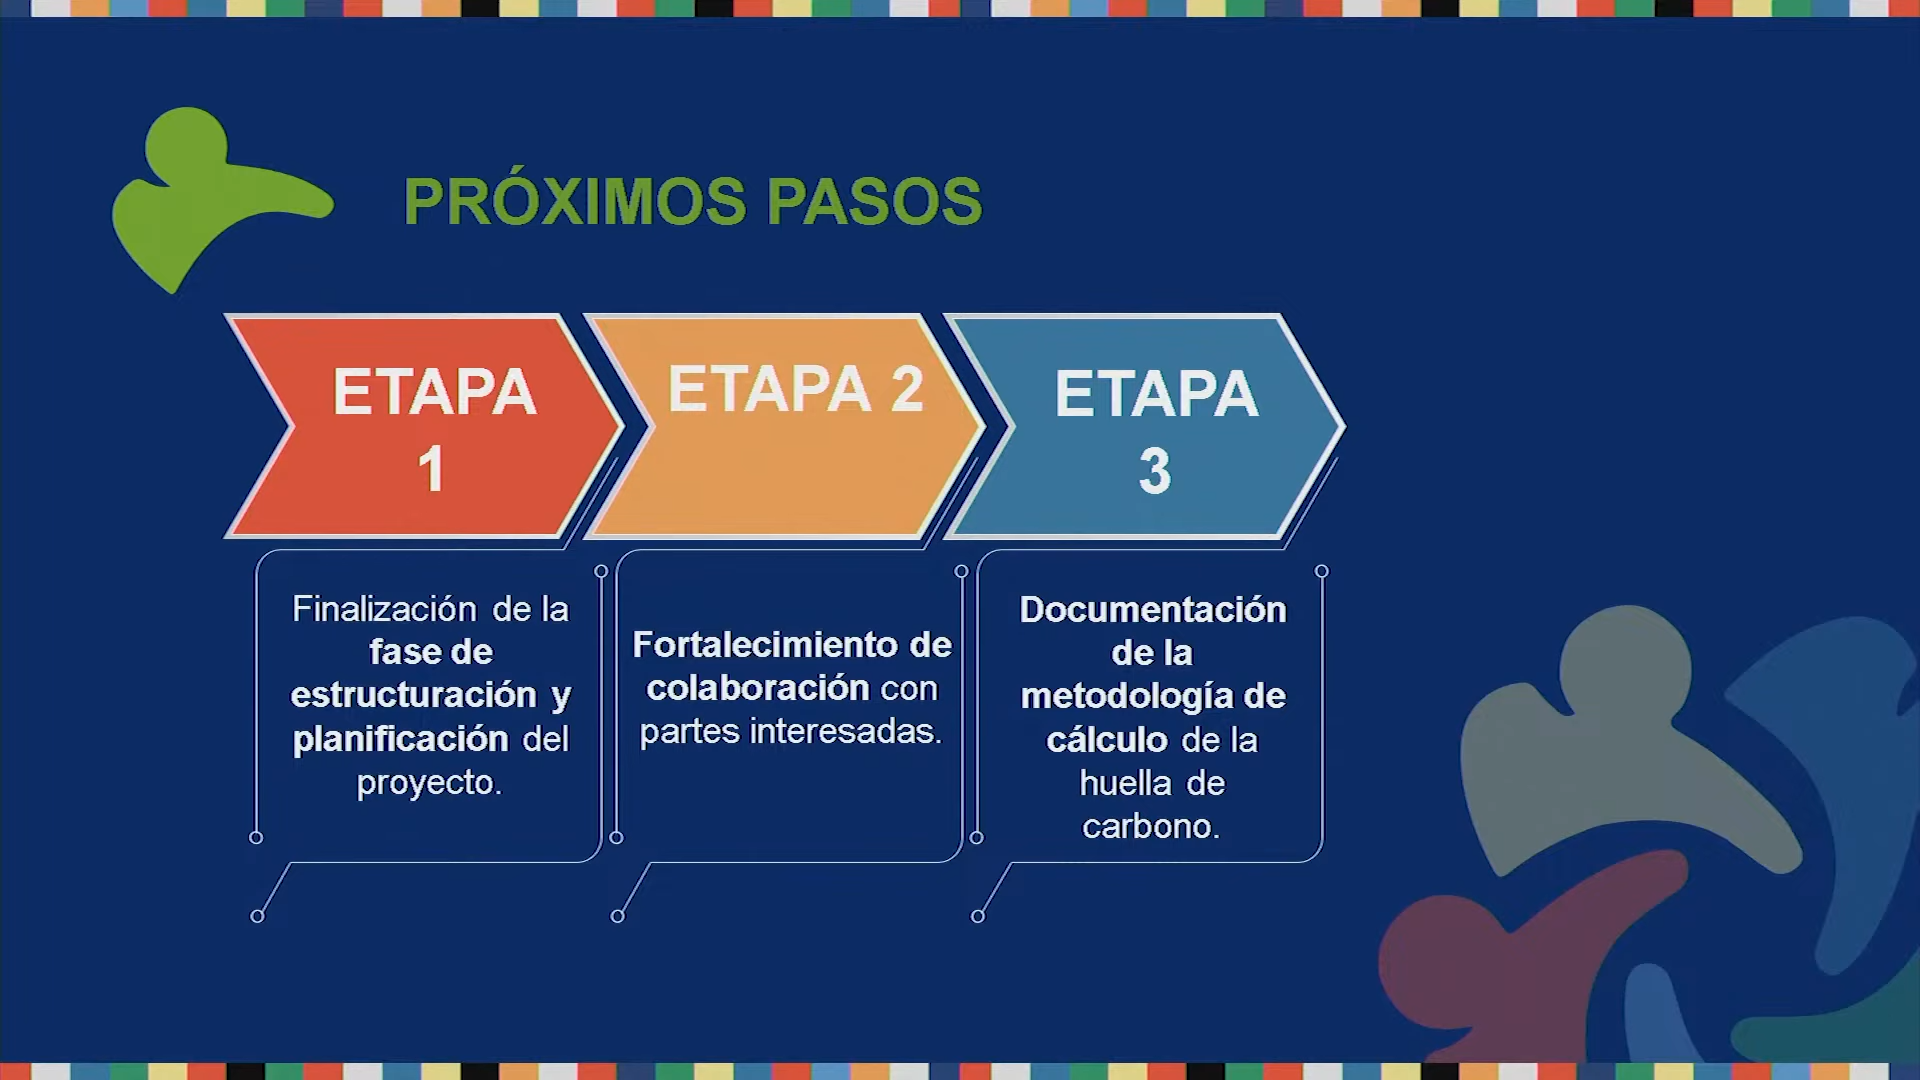 PRÓXIMOS PASOS
ETAPA
1
ETAPA 2
ETAPA
3
Finalización de la
fase de
estructuración y
planificación del
proyecto.
Fortalecimiento de
colaboración con
partes interesadas.
Documentación
de la
metodología de
cálculo de la
huella de
carbono.